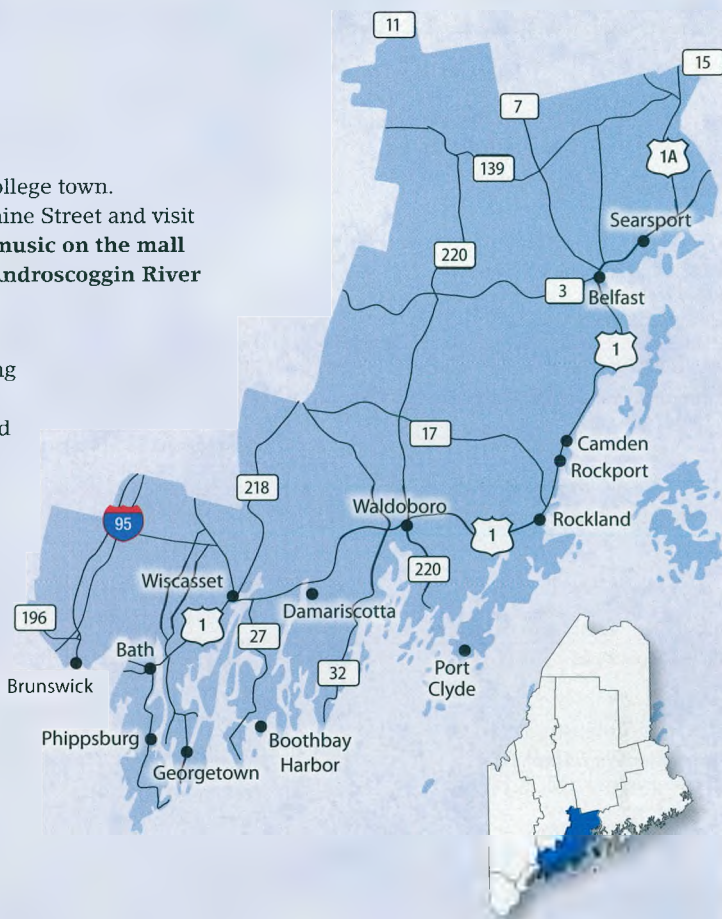 ollege town.
aine Street and visit
music on the mall
Androscoggin River
ng
d
11
15
7
1A
139
Searsport
220
3
Belfast
1
Camden
17
Rockport
218
Waldoboro
95
1
Rockland
220
Wiscasset
Damariscotta
196
1
27
Bath
32
Port
Clyde
Brunswick
Phippsburg
Boothbay
Harbor
Georgetown